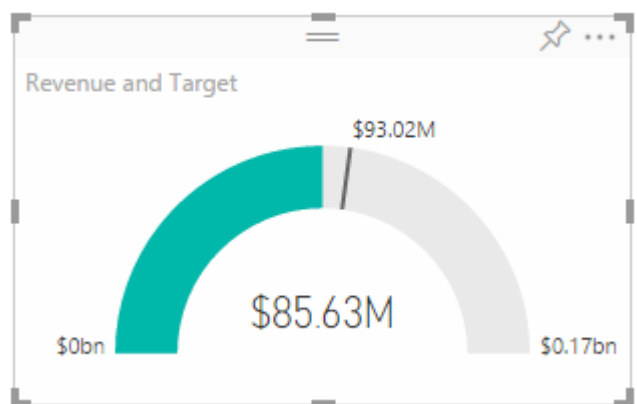 Revenue and Target
$93.02M
$85.63M
$0bn
$0.17bn